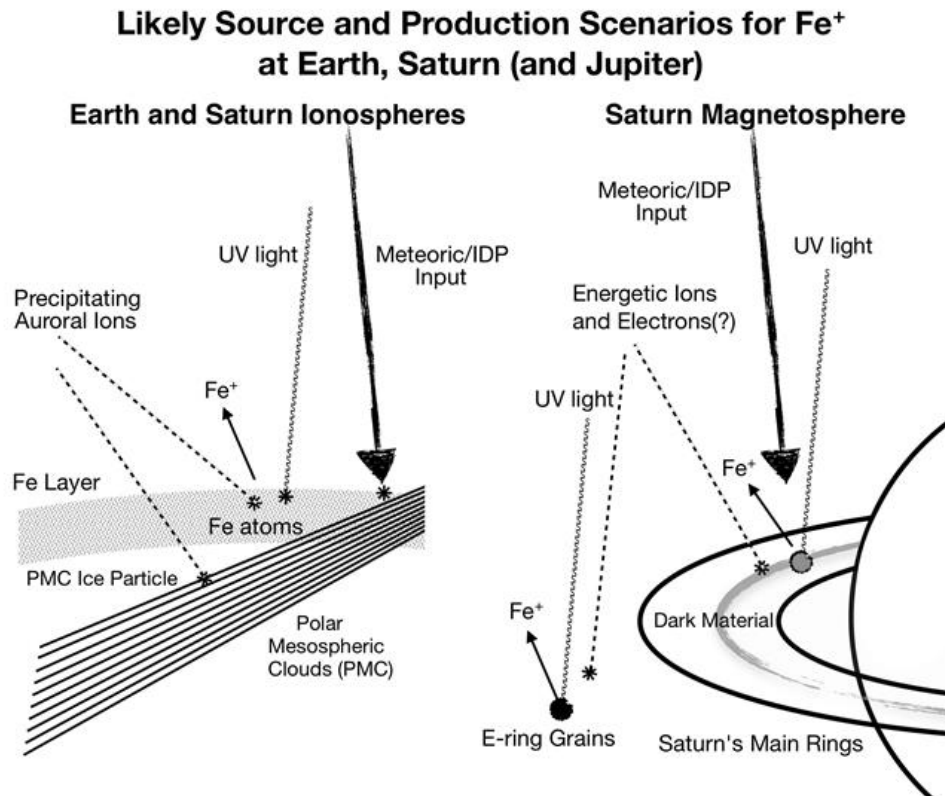 Likely Source and Production Scenarios for Fe⁺
at Earth, Saturn (and Jupiter)
Earth and Saturn Ionospheres
UV light
Meteoric/IDP
Input
Precipitating
Auroral Ions
Fe⁺
Fe Layer
Fe atoms
PMC Ice Particle
Polar
Mesospheric
Clouds (PMC)
Saturn Magnetosphere
Meteoric/IDP
Input
UV light
Energetic Ions
and Electrons(?)
UV light
Fe⁺
Fe⁺
Dark Material
E-ring Grains
Saturn's Main Rings